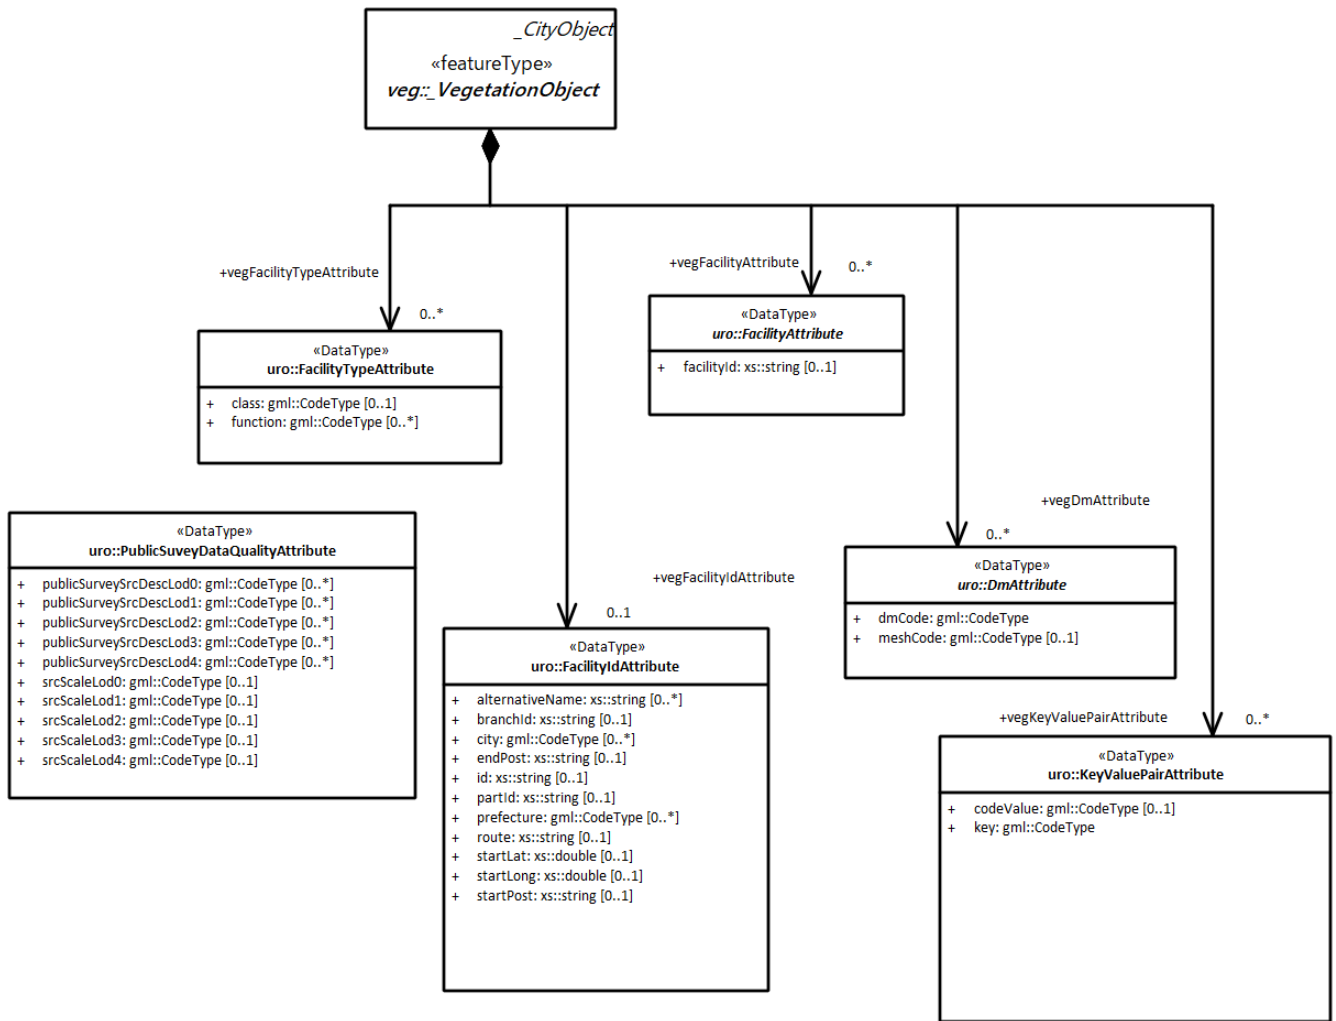 _CityObject
«featureType»
veg::_VegetationObject
+vegFacilityTypeAttribute
0..*
+vegFacilityAttribute
0..*
«DataType»
uro::FacilityTypeAttribute
+ class: gml::CodeType [0..1]
+ function: gml::CodeType [0..*]
«DataType»
uro::FacilityAttribute
+ facilityId: xs::string [0..1]
«DataType»
uro::PublicSuveyDataQualityAttribute
+ publicSurveySrcDescLod0: gml::CodeType [0..*]
+ publicSurveySrcDescLod1: gml::CodeType [0..*]
+ publicSurveySrcDescLod2: gml::CodeType [0..*]
+ publicSurveySrcDescLod3: gml::CodeType [0..*]
+ publicSurveySrcDescLod4: gml::CodeType [0..*]
+ srcScaleLod0: gml::CodeType [0..1]
+ srcScaleLod1: gml::CodeType [0..1]
+ srcScaleLod2: gml::CodeType [0..1]
+ srcScaleLod3: gml::CodeType [0..1]
+ srcScaleLod4: gml::CodeType [0..1]
+vegFacilityIdAttribute
0..1
«DataType»
uro::FacilityIdAttribute
+ alternativeName: xs::string [0..*]
+ branchId: xs::string [0..1]
+ city: gml::CodeType [0..*]
+ endPost: xs::string [0..1]
+ id: xs::string [0..1]
+ partId: xs::string [0..1]
+ prefecture: gml::CodeType [0..*]
+ route: xs::string [0..1]
+ startLat: xs::double [0..1]
+ startLong: xs::double [0..1]
+ startPost: xs::string [0..1]
+vegDmAttribute
0..*
«DataType»
uro::DmAttribute
+ dmCode: gml::CodeType
+ meshCode: gml::CodeType [0..1]
+vegKeyValuePairAttribute
0..*
«DataType»
uro::KeyValuePairAttribute
+ codeValue: gml::CodeType [0..1]
+ key: gml::CodeType